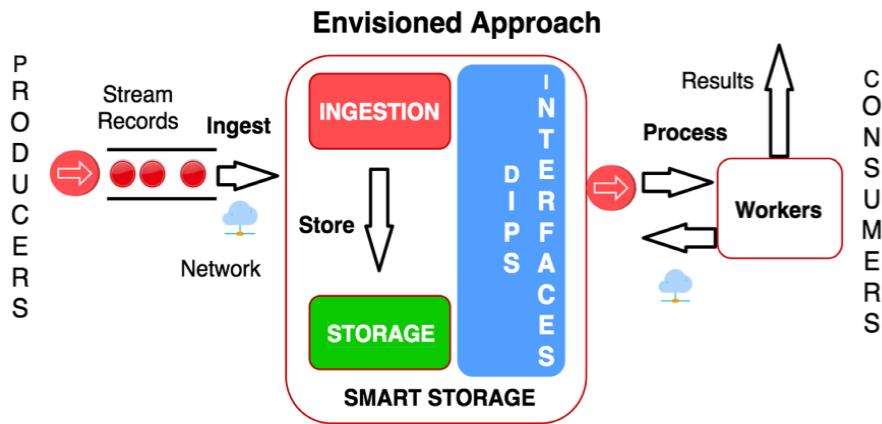 Envisioned Approach
PRODUCERS
Stream
Records
Ingest
Network
INGESTION
Store
STORAGE
DIPS
INTERFACES
SMART STORAGE
Process
Results
Workers
CONSUMERS